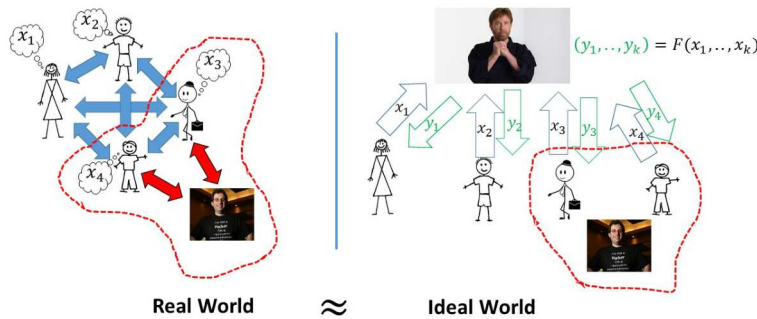 x₁
x₂
x₃
x₄
(y₁,..,yₖ) = F(x₁,..,xₖ)
x₁
y₁
x₂
y₂
x₃
y₃
x₄
y₄
Real World ≈ Ideal World